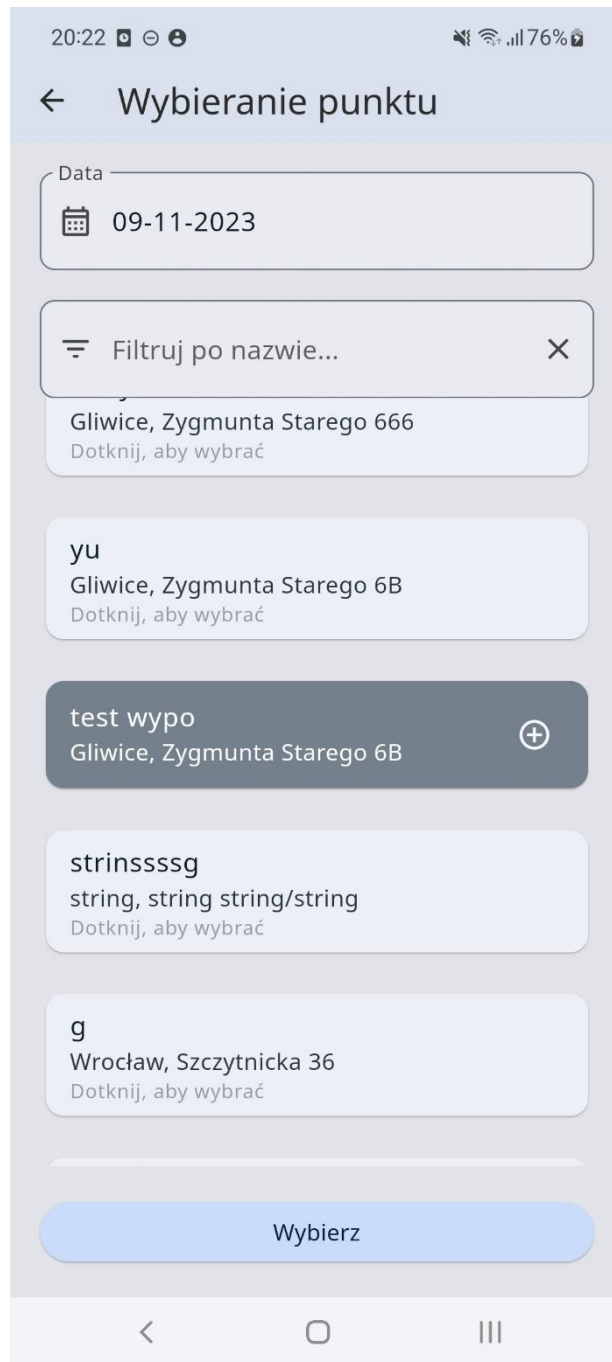 20:22
76%
Wybieranie punktu
Data
09-11-2023
Filtruj po nazwie...
Gliwice, Zygmunta Starego 666
Dotknij, aby wybrać
yu
Gliwice, Zygmunta Starego 6B
Dotknij, aby wybrać
test wypo
Gliwice, Zygmunta Starego 6B
strinssssg
string, string string/string
Dotknij, aby wybrać
g
Wrocław, Szczytnicka 36
Dotknij, aby wybrać
Wybierz